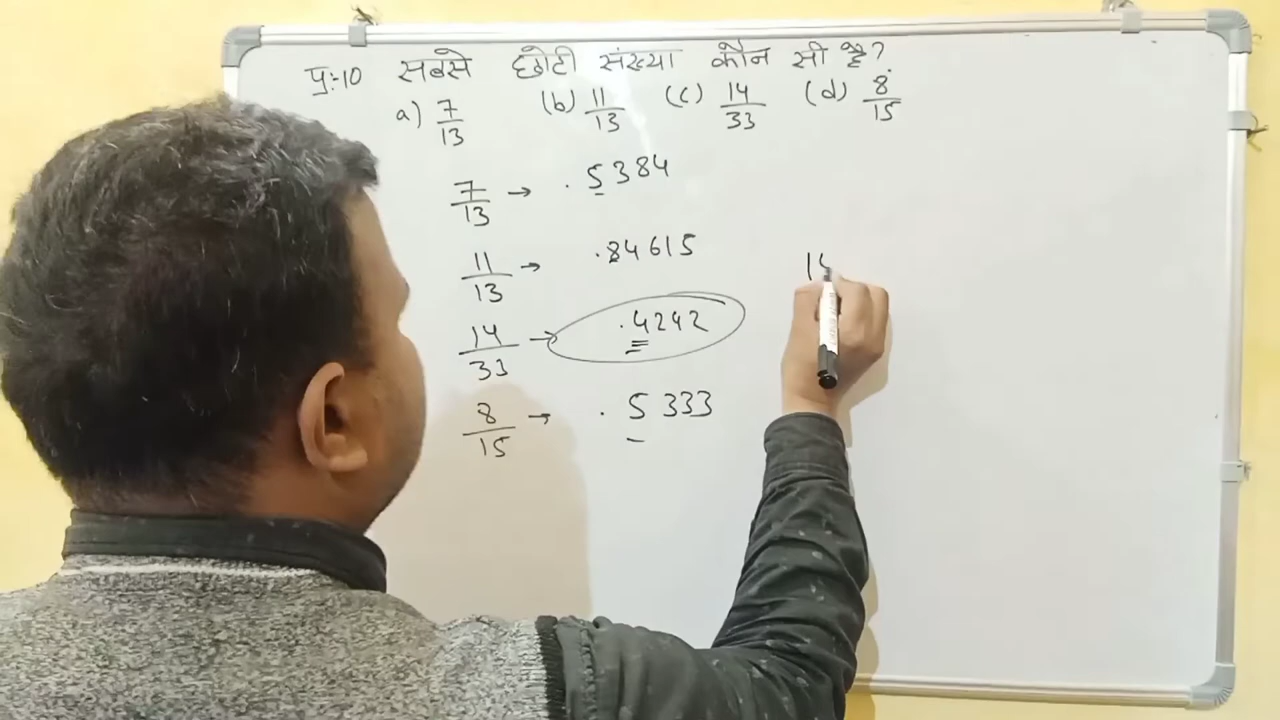 प्र:-10 सबसे छोटी संख्या कौन सी है?
a) 7/13 (b) 11/13 (c) 14/33 (d) 8/15
7/13 → .5384
11/13 → .84615
14/33 → .4242
14
8/15 → .5333